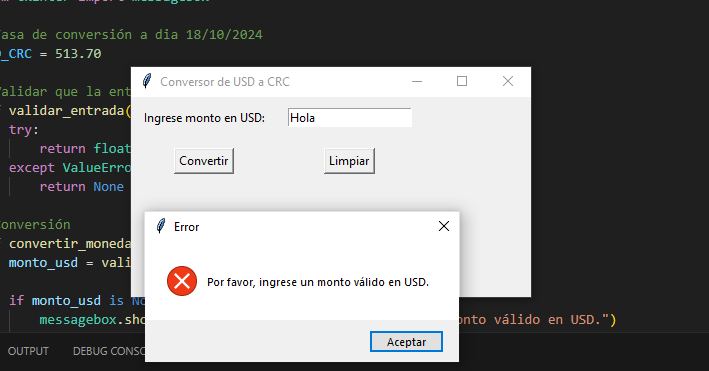 import messagebox
asa de conversión a dia 18/10/2024
_CRC = 513.70
Conversor de USD a CRC
alidar que la ent
validar_entrada(
Ingrese monto en USD: Hola
try:
return float
Convertir Limpiar
except ValueErro
return None
onversión
Error
convertir_moneda
monto_usd = vali
Por favor, ingrese un monto válido en USD.
if monto_usd is No
messagebox.sho onto válido en USD.")
Aceptar
OUTPUT DEBUG CONSO